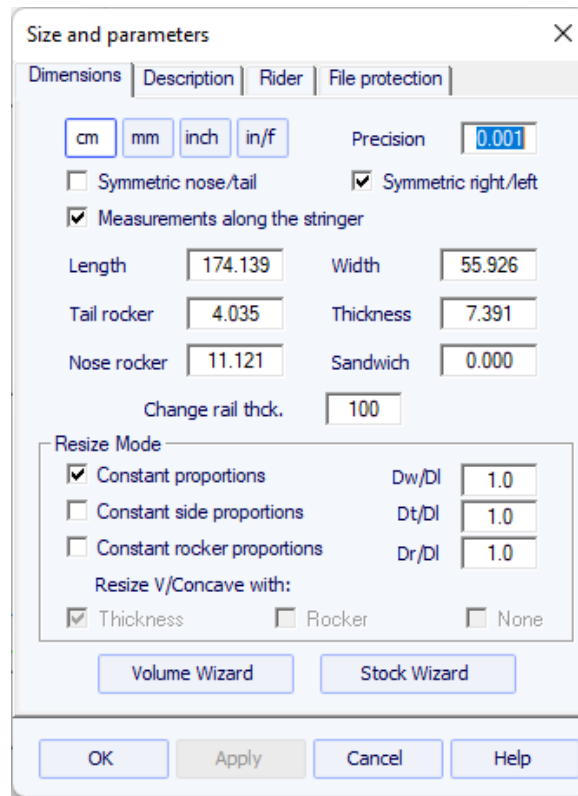 Size and parameters
Dimensions Description Rider File protection
cm mm inch in/f Precision 0.001
Symmetric nose/tail Symmetric right/left
Measurements along the stringer
Length 174.139 Width 55.926
Tail rocker 4.035 Thickness 7.391
Nose rocker 11.121 Sandwich 0.000
Change rail thck. 100
Resize Mode
Constant proportions Dw/Dl 1.0
Constant side proportions Dt/Dl 1.0
Constant rocker proportions Dr/Dl 1.0
Resize V/Concave with:
Thickness Rocker None
Volume Wizard Stock Wizard
OK Apply Cancel Help